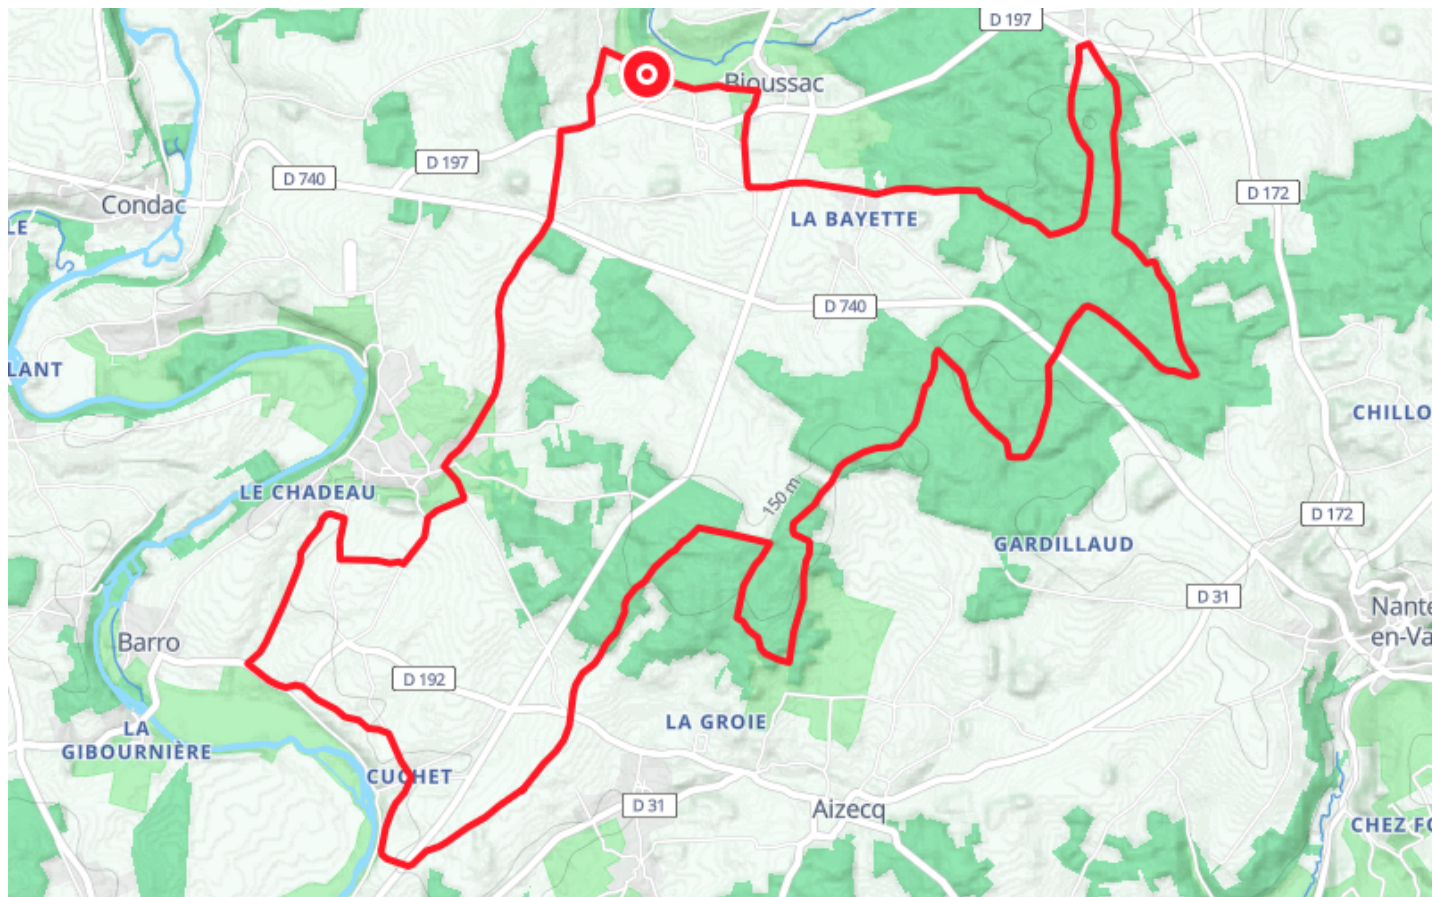 D 197
Bioussac
D 197
D 740
D 172
Condac
LA BAYETTE
LE
D 740
LANT
CHILLO
LE CHADEAU
150 m
D 172
GARDILLAUD
D 31
Nante
en-Va
Barro
D 192
LA GROIE
LA
GIBOURNIÈRE
CUCHET
D 31
Aizecq
CHEZ FO